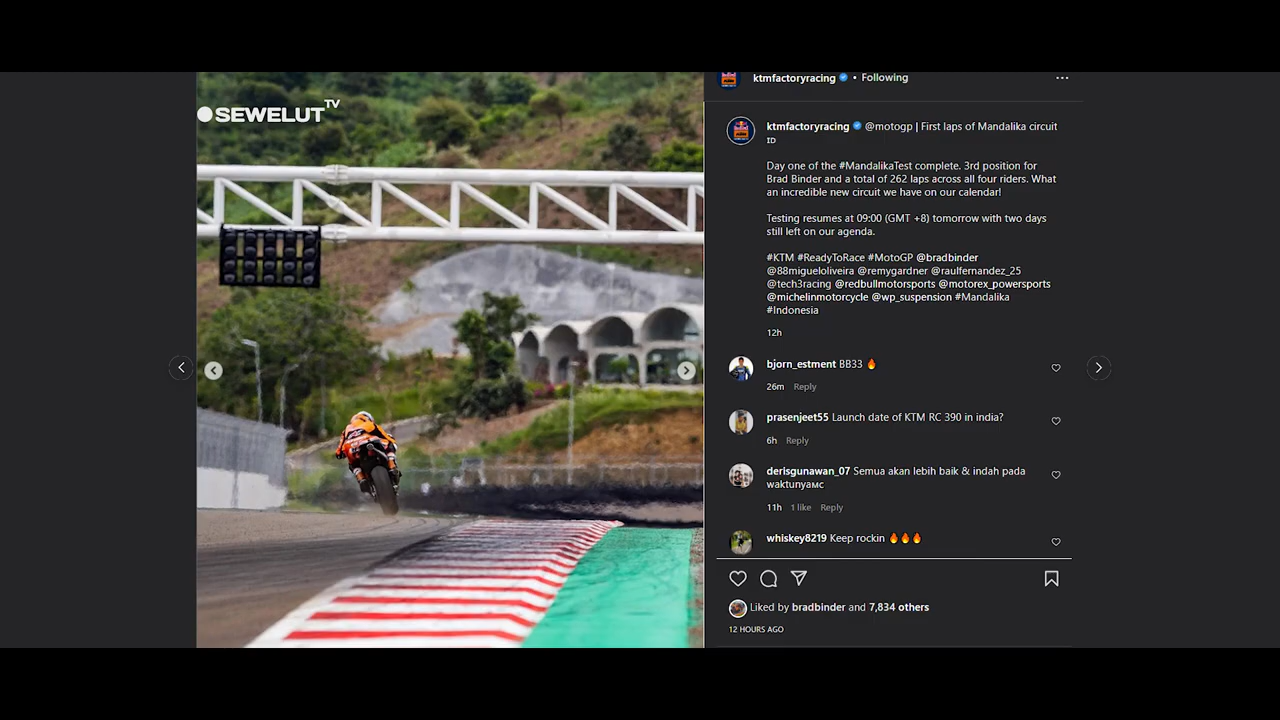 SEWELUT TV
ktmfactoryracing • Following
ktmfactoryracing @motogp | First laps of Mandalika circuit
ID
Day one of the #MandalikaTest complete. 3rd position for
Brad Binder and a total of 262 laps across all four riders. What
an incredible new circuit we have on our calendar!
Testing resumes at 09:00 (GMT +8) tomorrow with two days
still left on our agenda.
#KTM #ReadyToRace #MotoGP @bradbinder
@88migueloliveira @remygardner @raulfernandez_25
@tech3racing @redbullmotorsports @motorex_powersports
@michelinmotorcycle @wp_suspension #Mandalika
#Indonesia
12h
bjorn_estment BB33 🔥
26m Reply
prasenjeet55 Launch date of KTM RC 390 in india?
6h Reply
derisgunawan_07 Semua akan lebih baik & indah pada
waktunyaмc
11h 1 like Reply
whiskey8219 Keep rockin 🔥🔥🔥
Liked by bradbinder and 7,834 others
12 HOURS AGO